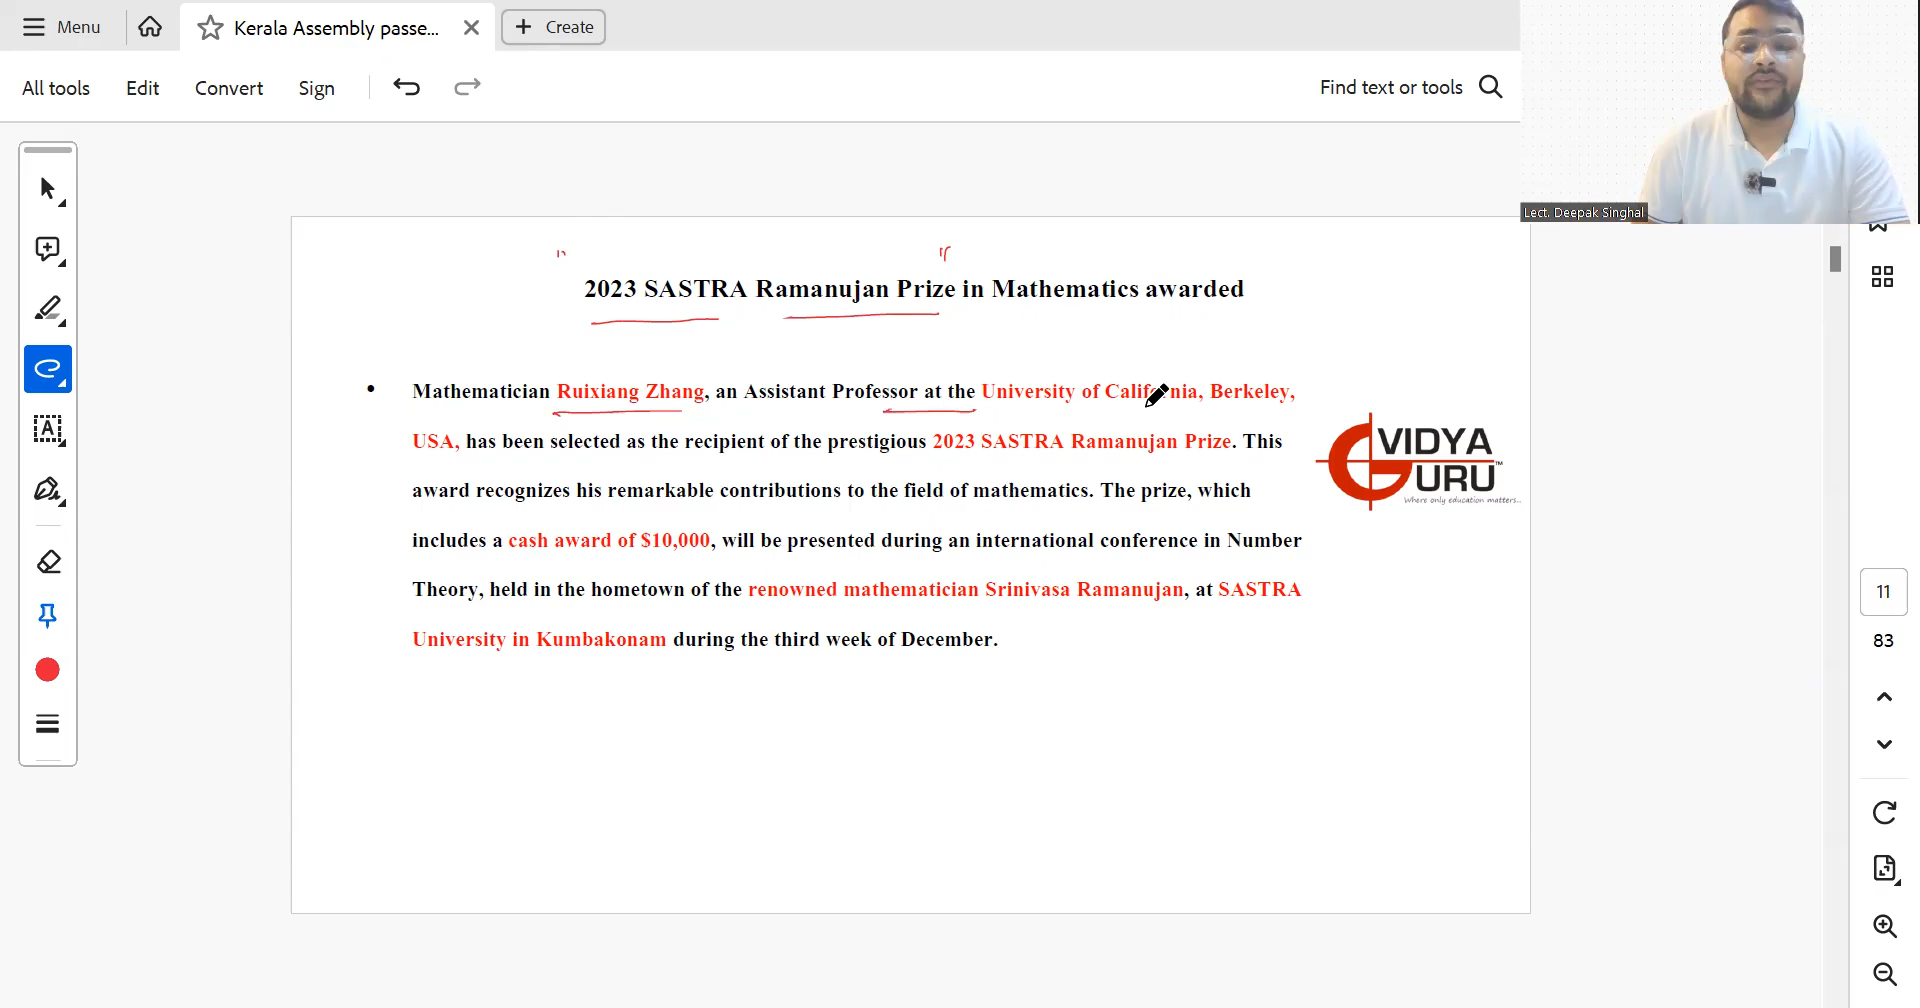 Menu
Kerala Assembly passe...
Create
All tools
Edit
Convert
Sign
Find text or tools
Lect. Deepak Singhal
2023 SASTRA Ramanujan Prize in Mathematics awarded
• Mathematician Ruixiang Zhang, an Assistant Professor at the University of California, Berkeley,
USA, has been selected as the recipient of the prestigious 2023 SASTRA Ramanujan Prize. This
award recognizes his remarkable contributions to the field of mathematics. The prize, which
includes a cash award of $10,000, will be presented during an international conference in Number
Theory, held in the hometown of the renowned mathematician Srinivasa Ramanujan, at SASTRA
University in Kumbakonam during the third week of December.
VIDYA
GURU™
Where only education matters...
11
83